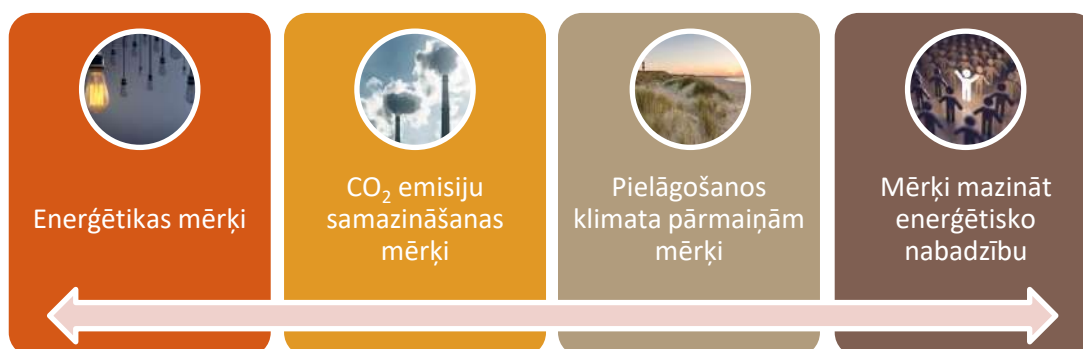 Enerģētikas mērķi
CO₂ emisiju
samazināšanas
mērķi
Pielāgošanos
klimata pārmaiņām
mērķi
Mērķi mazināt
enerģētisko
nabadzību